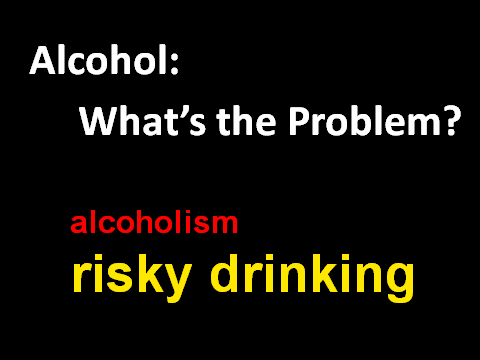 Alcohol:
What’s the Problem?
alcoholism
risky drinking